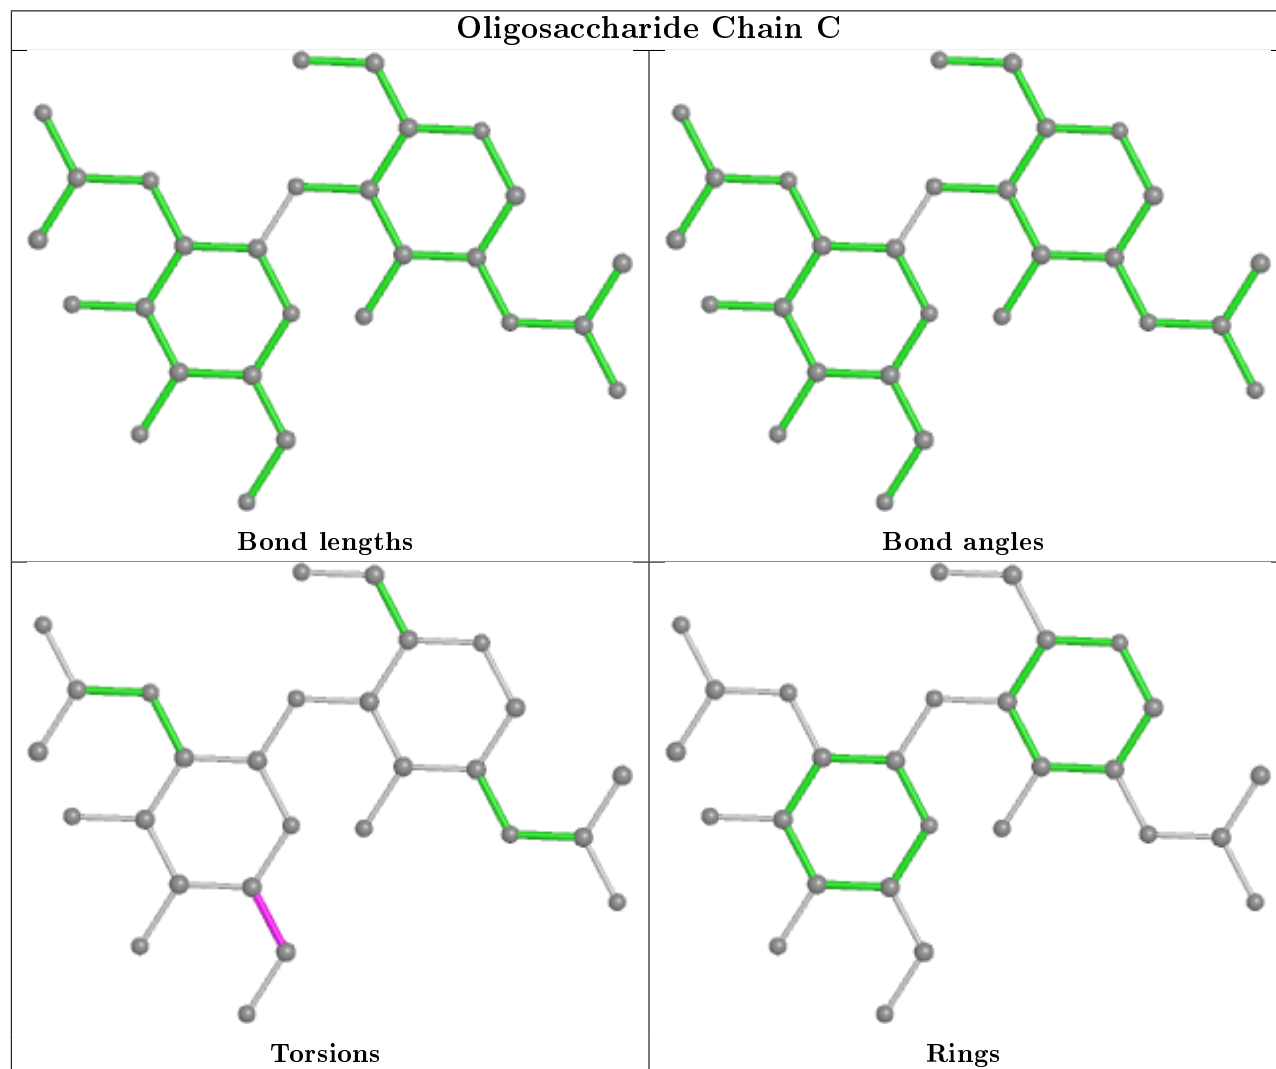 Oligosaccharide Chain C
Bond lengths
Bond angles
Torsions
Rings